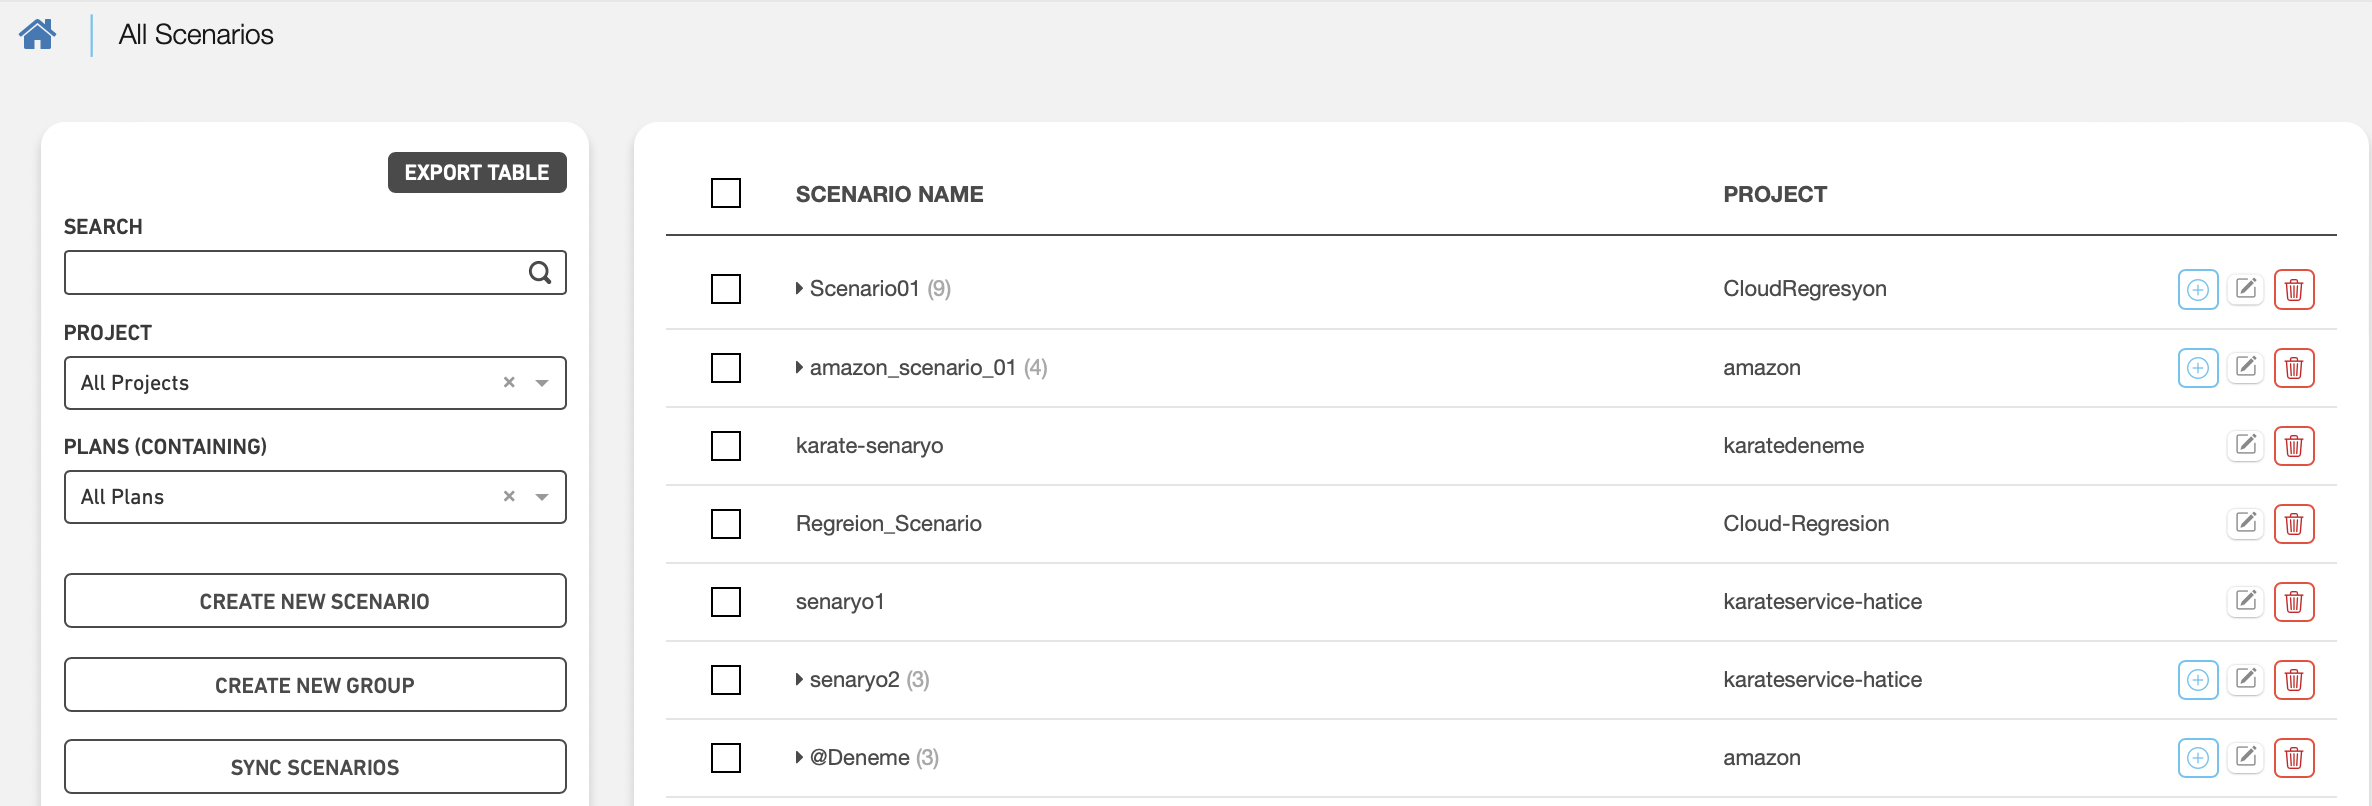 All Scenarios
EXPORT TABLE
SEARCH
PROJECT
All Projects
PLANS (CONTAINING)
All Plans
CREATE NEW SCENARIO
CREATE NEW GROUP
SYNC SCENARIOS
SCENARIO NAME PROJECT
Scenario01 (9) CloudRegresyon
amazon_scenario_01 (4) amazon
karate-senaryo karatedeneme
Regreion_Scenario Cloud-Regresion
senaryo1 karateservice-hatice
senaryo2 (3) karateservice-hatice
@Deneme (3) amazon